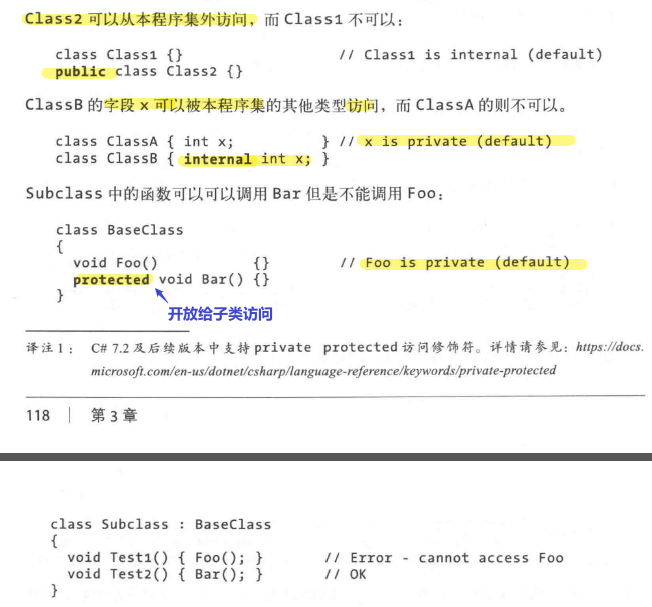 Class2 可以从本程序集外访问，而 Class1 不可以：
class Class1 {} // Class1 is internal (default)
public class Class2 {}
ClassB 的字段 x 可以被本程序集的其他类型访问，而 ClassA 的则不可以。
class ClassA { int x; } // x is private (default)
class ClassB { internal int x; }
Subclass 中的函数可以可以调用 Bar 但是不能调用 Foo：
class BaseClass
{
void Foo() {} // Foo is private (default)
protected void Bar() {}
}
开放给子类访问
译注 1： C# 7.2 及后续版本中支持 private protected 访问修饰符。详情请参见：https://docs.
microsoft.com/en-us/dotnet/csharp/language-reference/keywords/private-protected
118 | 第 3 章
class Subclass : BaseClass
{
void Test1() { Foo(); } // Error - cannot access Foo
void Test2() { Bar(); } // OK
}